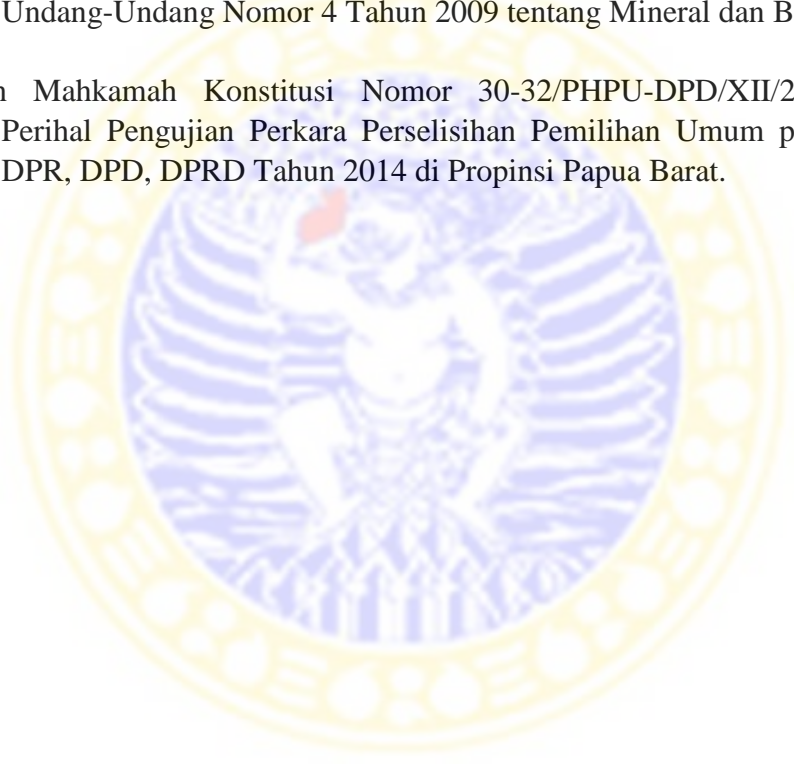 Undang-Undang Nomor 4 Tahun 2009 tentang Mineral dan B
n Mahkamah Konstitusi Nomor 30-32/PHPU-DPD/XII/2
Perihal Pengujian Perkara Perselisihan Pemilihan Umum p
DPR, DPD, DPRD Tahun 2014 di Propinsi Papua Barat.